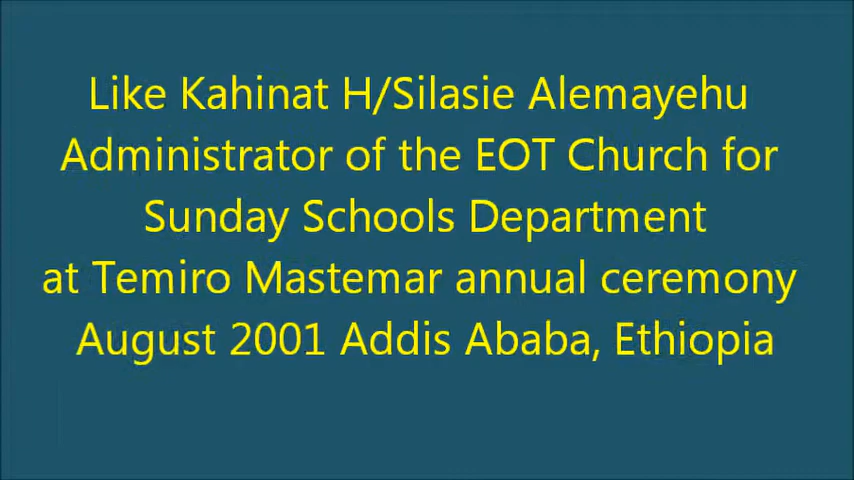 Like Kahinat H/Silasie Alemayehu
Administrator of the EOT Church for
Sunday Schools Department
at Temiro Mastemar annual ceremony
August 2001 Addis Ababa, Ethiopia